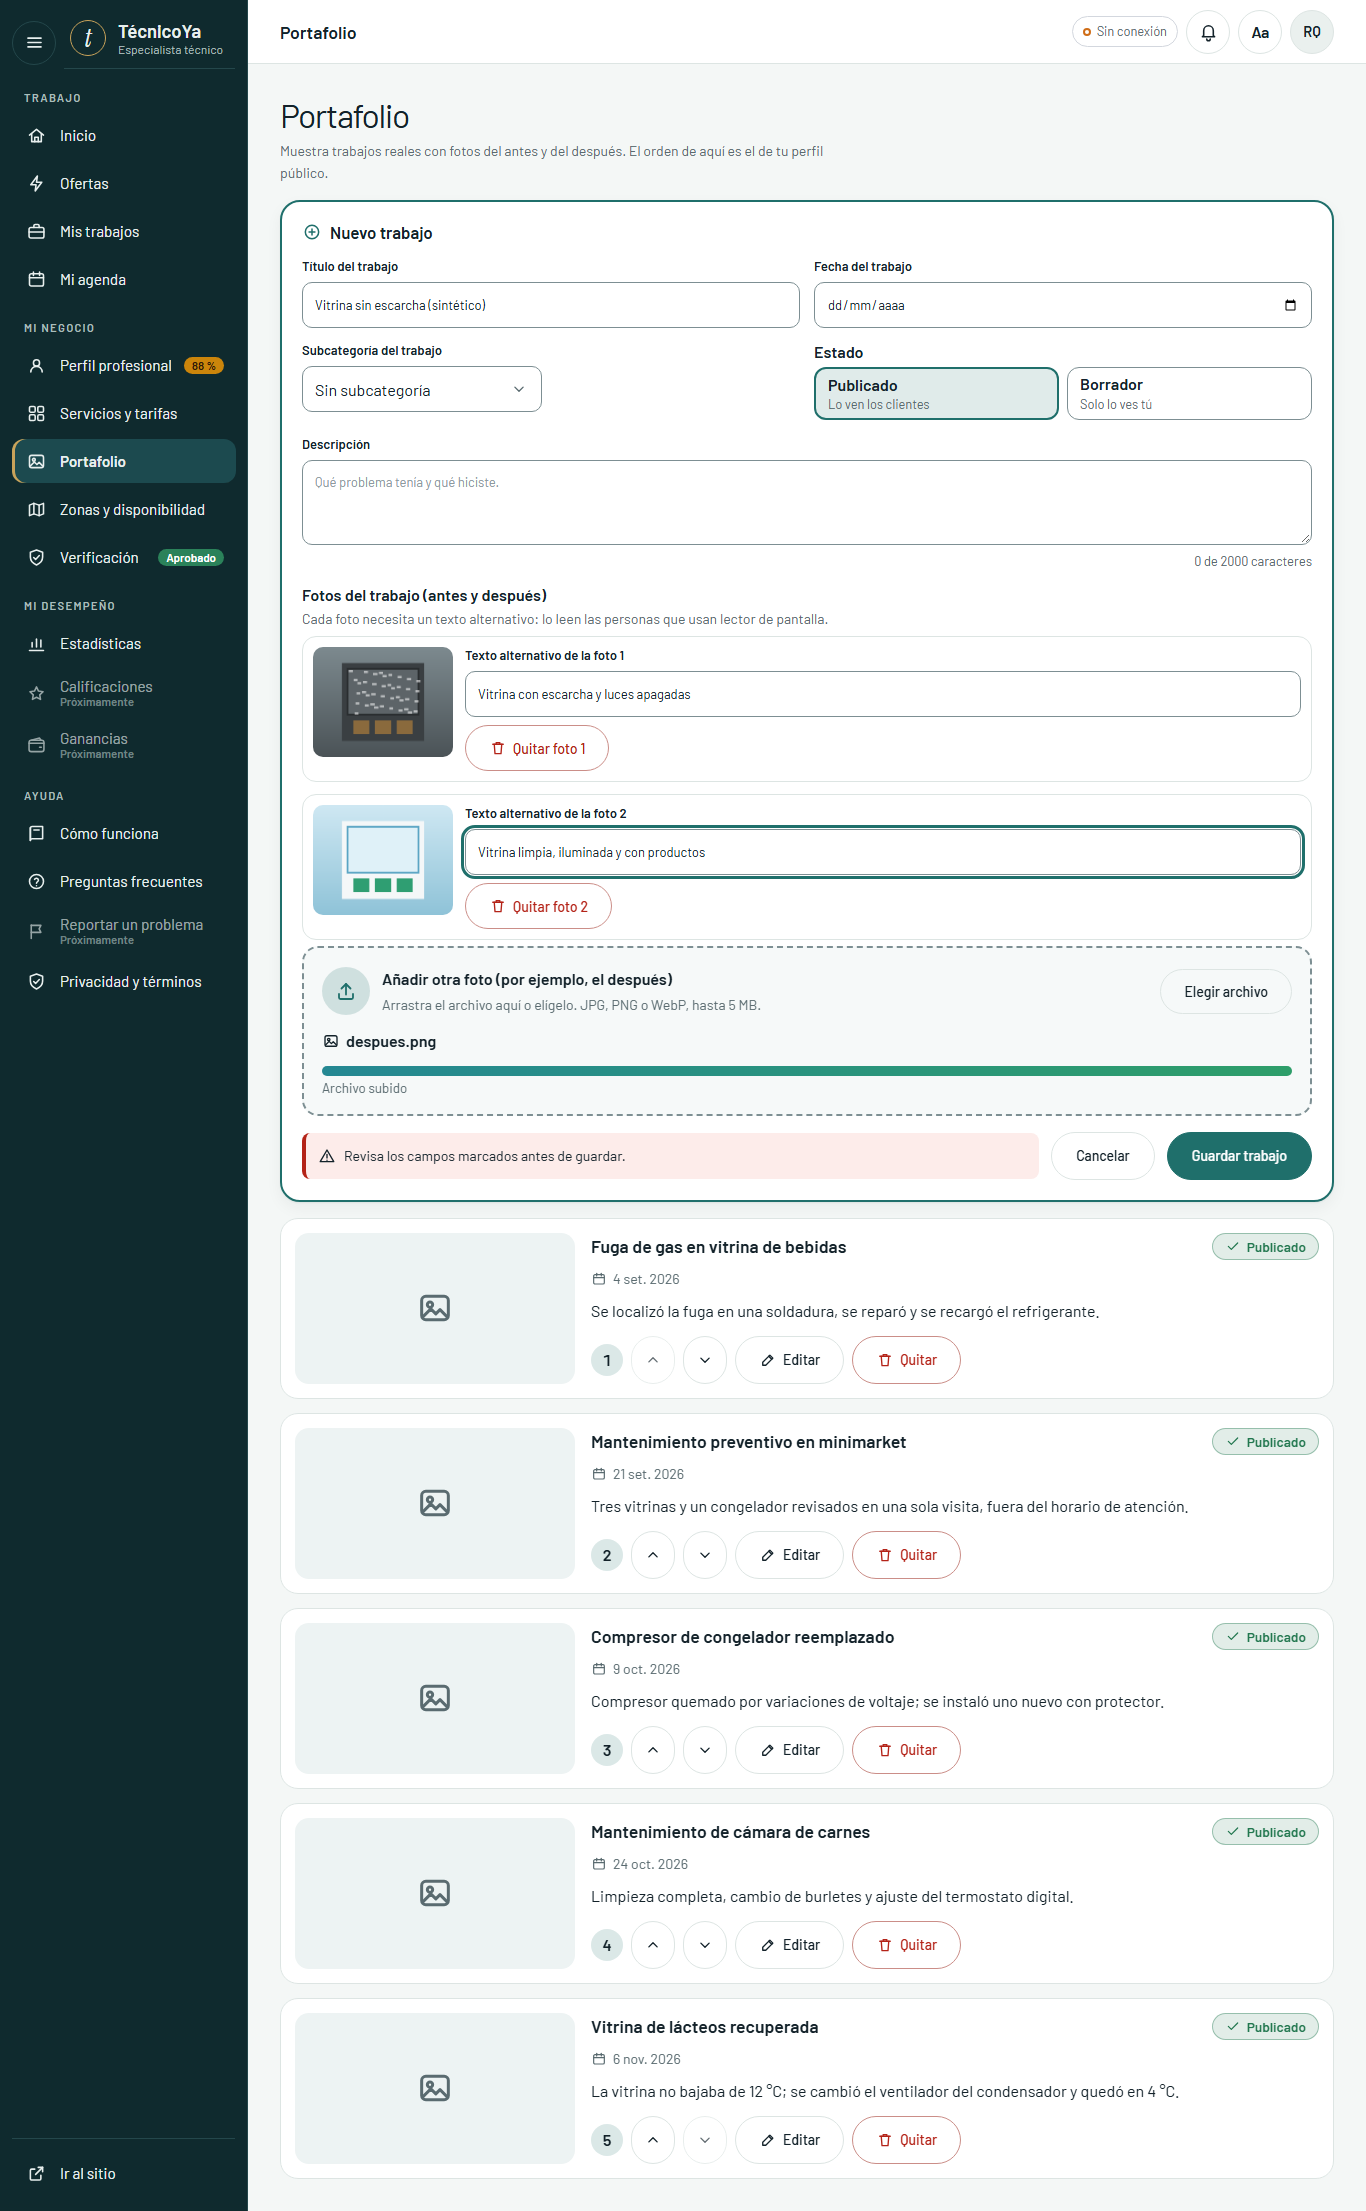 TécnicoYa
Especialista técnico
TRABAJO
Inicio
Ofertas
Mis trabajos
Mi agenda
MI NEGOCIO
Perfil profesional 88 %
Servicios y tarifas
Portafolio
Zonas y disponibilidad
Verificación Aprobado
MI DESEMPEÑO
Estadísticas
Calificaciones
Próximamente
Ganancias
Próximamente
AYUDA
Cómo funciona
Preguntas frecuentes
Reportar un problema
Próximamente
Privacidad y términos
Ir al sitio
Portafolio
Sin conexión
Aa
RQ
Portafolio
Muestra trabajos reales con fotos del antes y del después. El orden de aquí es el de tu perfil
público.
Nuevo trabajo
Título del trabajo
Vitrina sin escarcha (sintético)
Fecha del trabajo
dd/mm/aaaa
Subcategoría del trabajo
Sin subcategoría
Estado
Publicado
Lo ven los clientes
Borrador
Solo lo ves tú
Descripción
Qué problema tenía y qué hiciste.
0 de 2000 caracteres
Fotos del trabajo (antes y después)
Cada foto necesita un texto alternativo: lo leen las personas que usan lector de pantalla.
Texto alternativo de la foto 1
Vitrina con escarcha y luces apagadas
Quitar foto 1
Texto alternativo de la foto 2
Vitrina limpia, iluminada y con productos
Quitar foto 2
Añadir otra foto (por ejemplo, el después)
Arrastra el archivo aquí o elígelo. JPG, PNG o WebP, hasta 5 MB.
Elegir archivo
despues.png
Archivo subido
Revisa los campos marcados antes de guardar.
Cancelar
Guardar trabajo
Fuga de gas en vitrina de bebidas
Publicado
4 set. 2026
Se localizó la fuga en una soldadura, se reparó y se recargó el refrigerante.
1 Editar Quitar
Mantenimiento preventivo en minimarket
Publicado
21 set. 2026
Tres vitrinas y un congelador revisados en una sola visita, fuera del horario de atención.
2 Editar Quitar
Compresor de congelador reemplazado
Publicado
9 oct. 2026
Compresor quemado por variaciones de voltaje; se instaló uno nuevo con protector.
3 Editar Quitar
Mantenimiento de cámara de carnes
Publicado
24 oct. 2026
Limpieza completa, cambio de burletes y ajuste del termostato digital.
4 Editar Quitar
Vitrina de lácteos recuperada
Publicado
6 nov. 2026
La vitrina no bajaba de 12 °C; se cambió el ventilador del condensador y quedó en 4 °C.
5 Editar Quitar